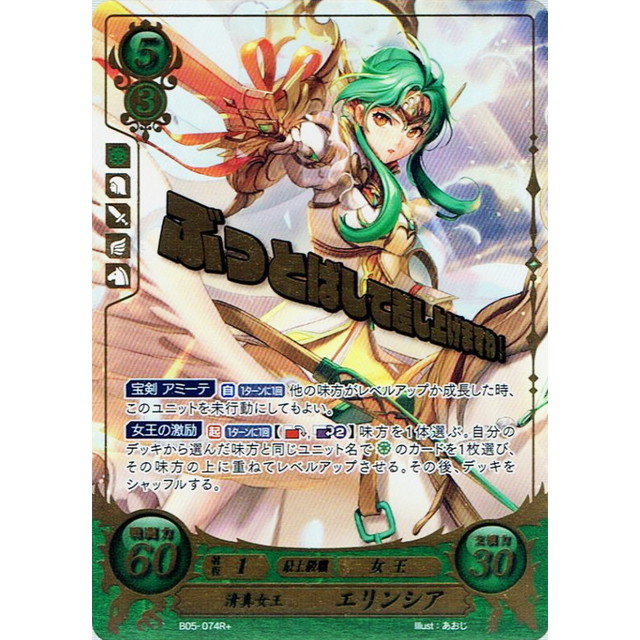 5
3
ぶっとばして差し上げますわ!
宝剣 アミーテ 自 1ターンに1回 他の味方がレベルアップか成長した時、
このユニットを未行動にしてもよい。
女王の激励 起 1ターンに1回【 、 2】味方を1体選ぶ。自分の
デッキから選んだ味方と同じユニット名で のカードを1枚選び、
その味方の上に重ねてレベルアップさせる。その後、デッキを
シャッフルする。
戦闘力 60
射程 1 最上級職 女王
支援力 30
清真女王 エリンシア
B05-074R+ Illust:あおじ